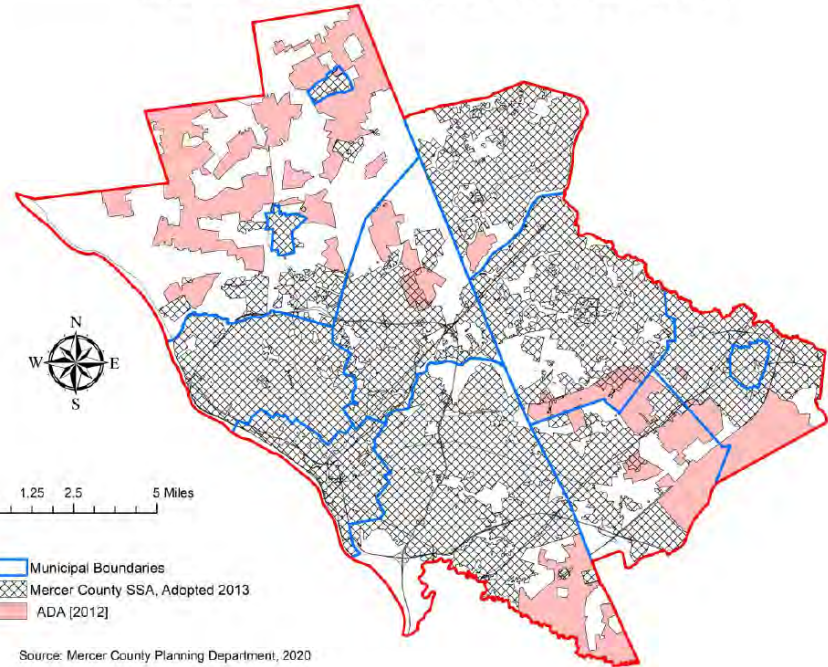 N
W E
S
1.25 2.5 5 Miles
Municipal Boundaries
Mercer County SSA, Adopted 2013
ADA [2012]
Source: Mercer County Planning Department, 2020